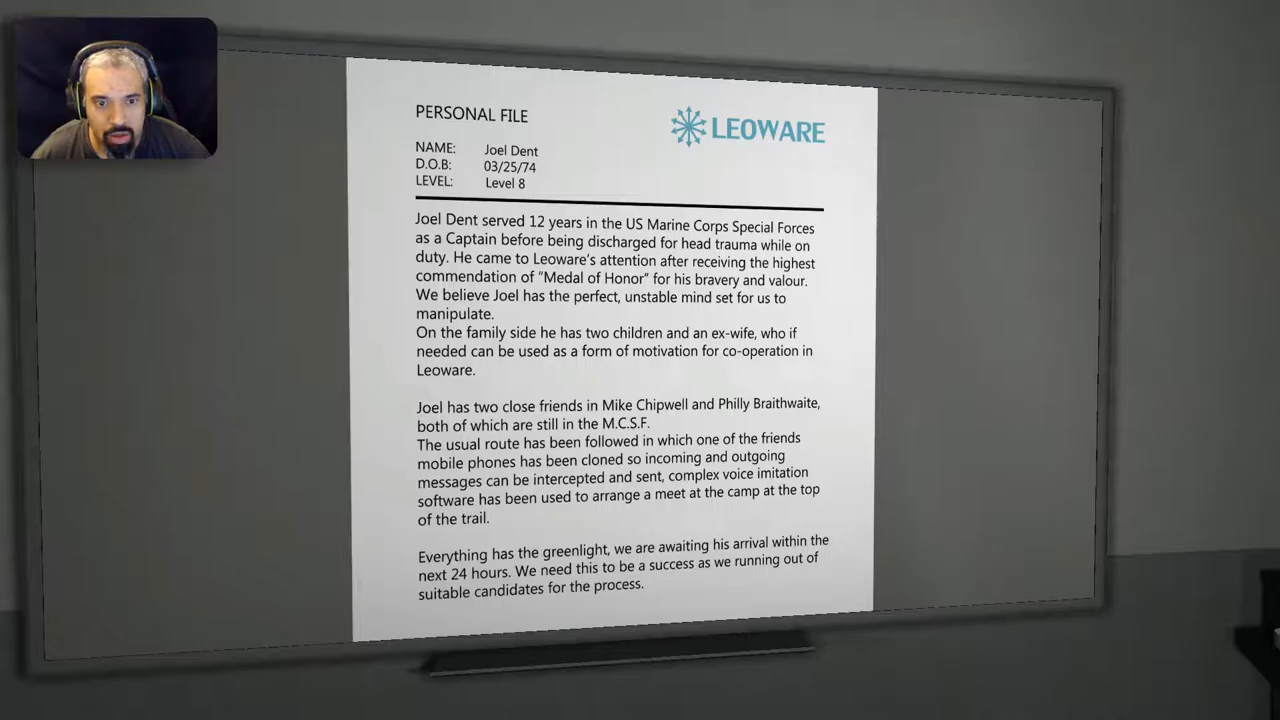 PERSONAL FILE
LEOWARE
NAME: Joel Dent
D.O.B: 03/25/74
LEVEL: Level 8
Joel Dent served 12 years in the US Marine Corps Special Forces
as a Captain before being discharged for head trauma while on
duty. He came to Leoware's attention after receiving the highest
commendation of "Medal of Honor" for his bravery and valour.
We believe Joel has the perfect, unstable mind set for us to
manipulate.
On the family side he has two children and an ex-wife, who if
needed can be used as a form of motivation for co-operation in
Leoware.
Joel has two close friends in Mike Chipwell and Philly Braithwaite,
both of which are still in the M.C.S.F.
The usual route has been followed in which one of the friends
mobile phones has been cloned so incoming and outgoing
messages can be intercepted and sent, complex voice imitation
software has been used to arrange a meet at the camp at the top
of the trail.
Everything has the greenlight, we are awaiting his arrival within the
next 24 hours. We need this to be a success as we running out of
suitable candidates for the process.